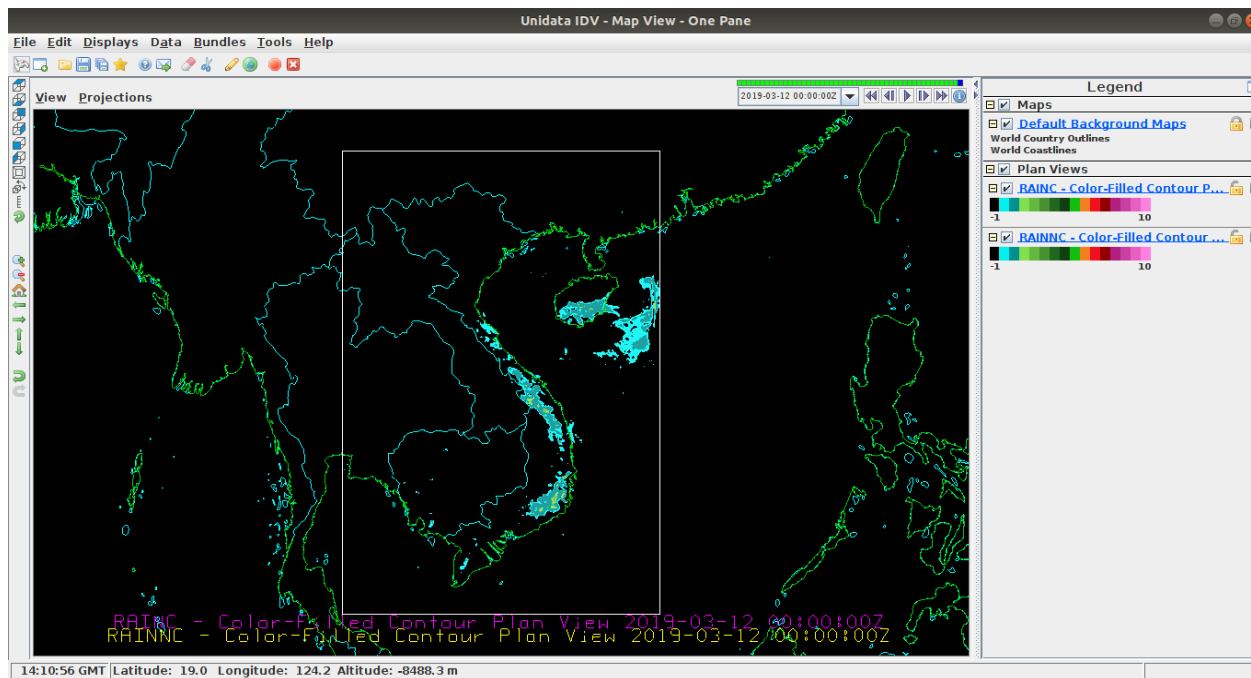 Unidata IDV - Map View - One Pane
File Edit Displays Data Bundles Tools Help
View Projections
2019-03-12 00:00:00Z
Legend
Maps
Default Background Maps
World Country Outlines
World Coastlines
Plan Views
RAINC - Color-Filled Contour P...
-1 10
RAINNC - Color-Filled Contour ...
-1 10
RAINC - Color-Filled Contour Plan View 2019-03-12 00:00:00Z
RAINNC - Color-Filled Contour Plan View 2019-03-12 00:00:00Z
14:10:56 GMT Latitude: 19.0 Longitude: 124.2 Altitude: -8488.3 m